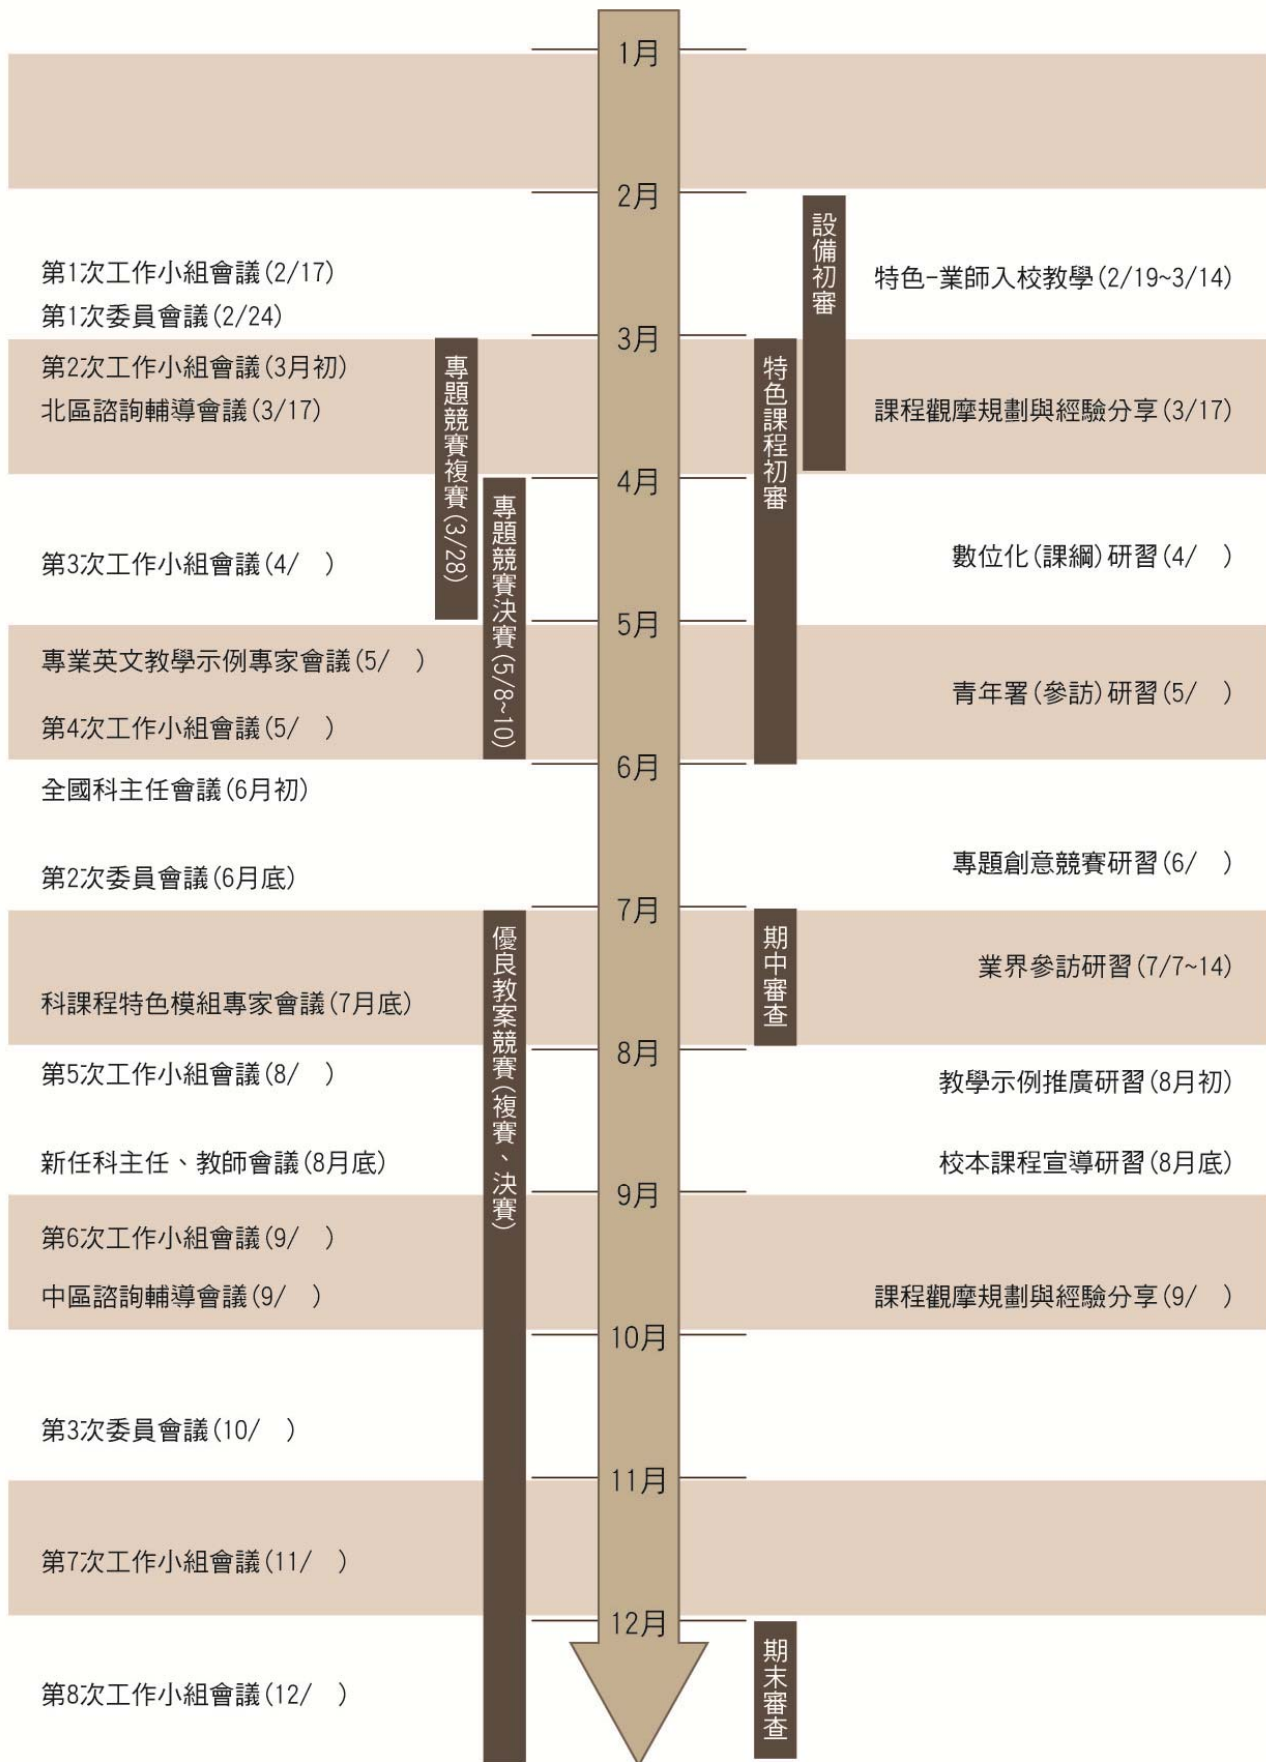 1月
2月
設備初審
第1次工作小組會議(2/17)
特色-業師入校教學(2/19~3/14)
第1次委員會議(2/24)
3月
專題競賽複賽(3/28)
特色課程初審
第2次工作小組會議(3月初)
北區諮詢輔導會議(3/17)
課程觀摩規劃與經驗分享(3/17)
4月
專題競賽決賽(5/8~10)
第3次工作小組會議(4/　)
數位化(課綱)研習(4/　)
5月
專業英文教學示例專家會議(5/　)
青年署(參訪)研習(5/　)
第4次工作小組會議(5/　)
6月
全國科主任會議(6月初)
專題創意競賽研習(6/　)
第2次委員會議(6月底)
7月
優良教案競賽(複賽、決賽)
期中審查
業界參訪研習(7/7~14)
科課程特色模組專家會議(7月底)
8月
第5次工作小組會議(8/　)
教學示例推廣研習(8月初)
新任科主任、教師會議(8月底)
校本課程宣導研習(8月底)
9月
第6次工作小組會議(9/　)
中區諮詢輔導會議(9/　)
課程觀摩規劃與經驗分享(9/　)
10月
第3次委員會議(10/　)
11月
第7次工作小組會議(11/　)
12月
期末審查
第8次工作小組會議(12/　)